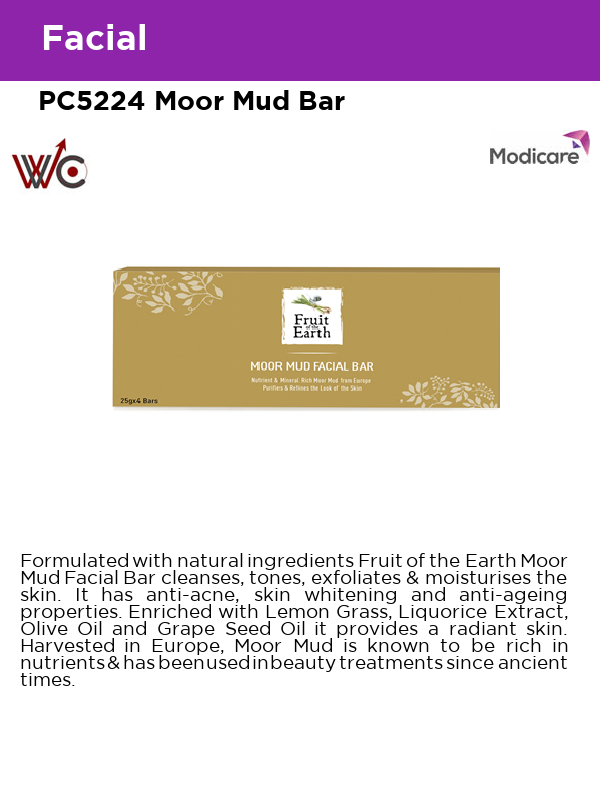 Facial
PC5224 Moor Mud Bar
WC
Modicare
Fruit
of the
Earth
MOOR MUD FACIAL BAR
Nutrient & Mineral Rich Moor Mud from Europe
Purifies & Refines the Look of the Skin
25gx4 Bars
Formulated with natural ingredients Fruit of the Earth Moor
Mud Facial Bar cleanses, tones, exfoliates & moisturises the
skin. It has anti-acne, skin whitening and anti-ageing
properties. Enriched with Lemon Grass, Liquorice Extract,
Olive Oil and Grape Seed Oil it provides a radiant skin.
Harvested in Europe, Moor Mud is known to be rich in
nutrients & has been used in beauty treatments since ancient
times.